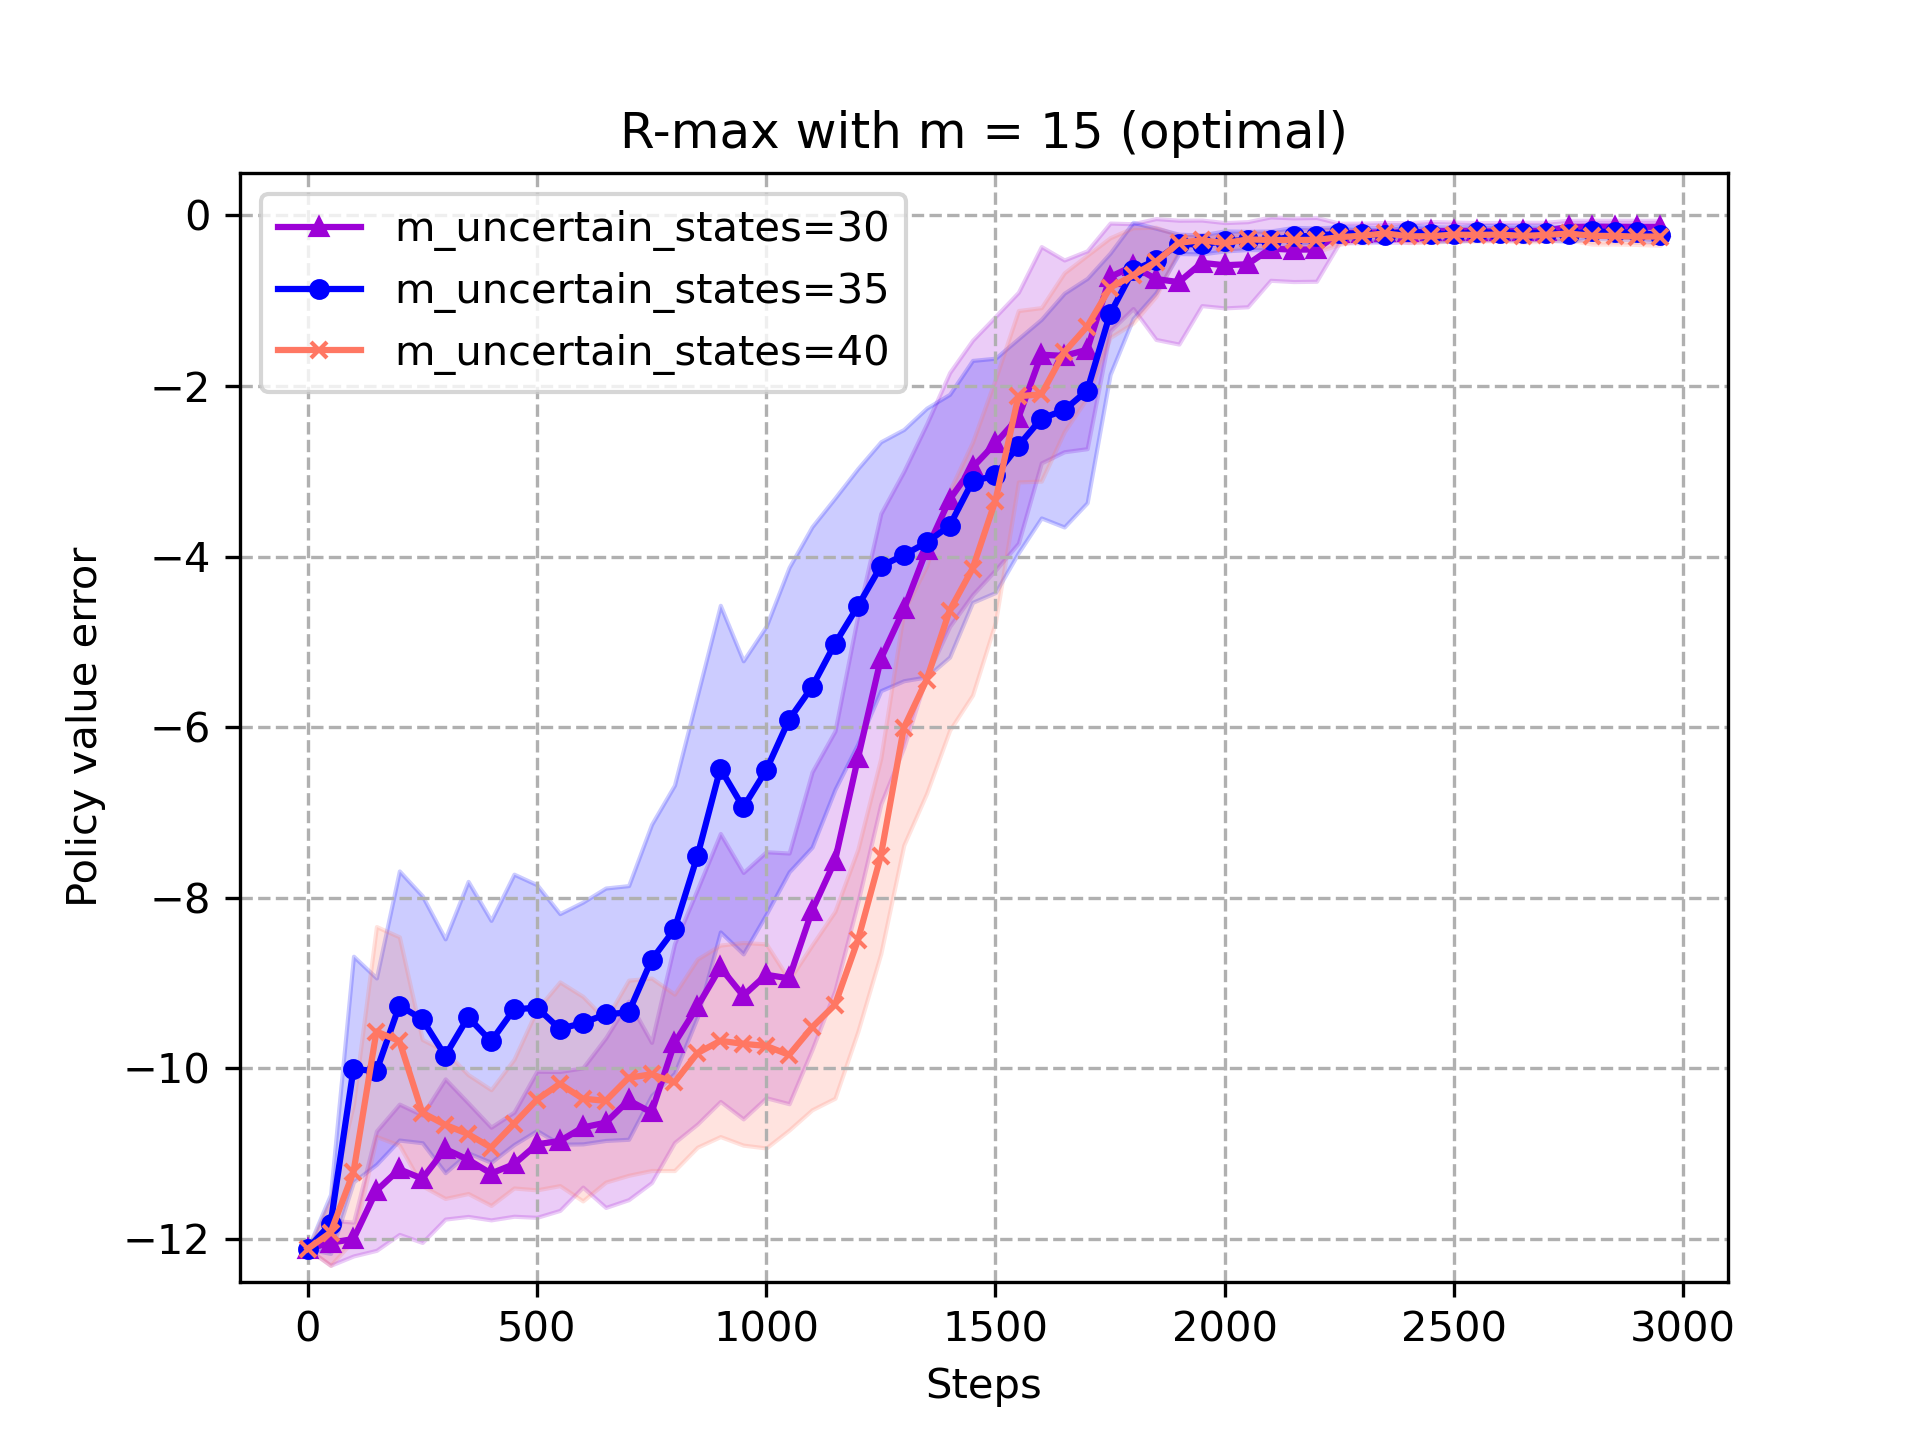 R-max with m = 15 (optimal)
m_uncertain_states=30
m_uncertain_states=35
m_uncertain_states=40
0
−2
−4
−6
−8
−10
−12
Policy value error
0 500 1000 1500 2000 2500 3000
Steps